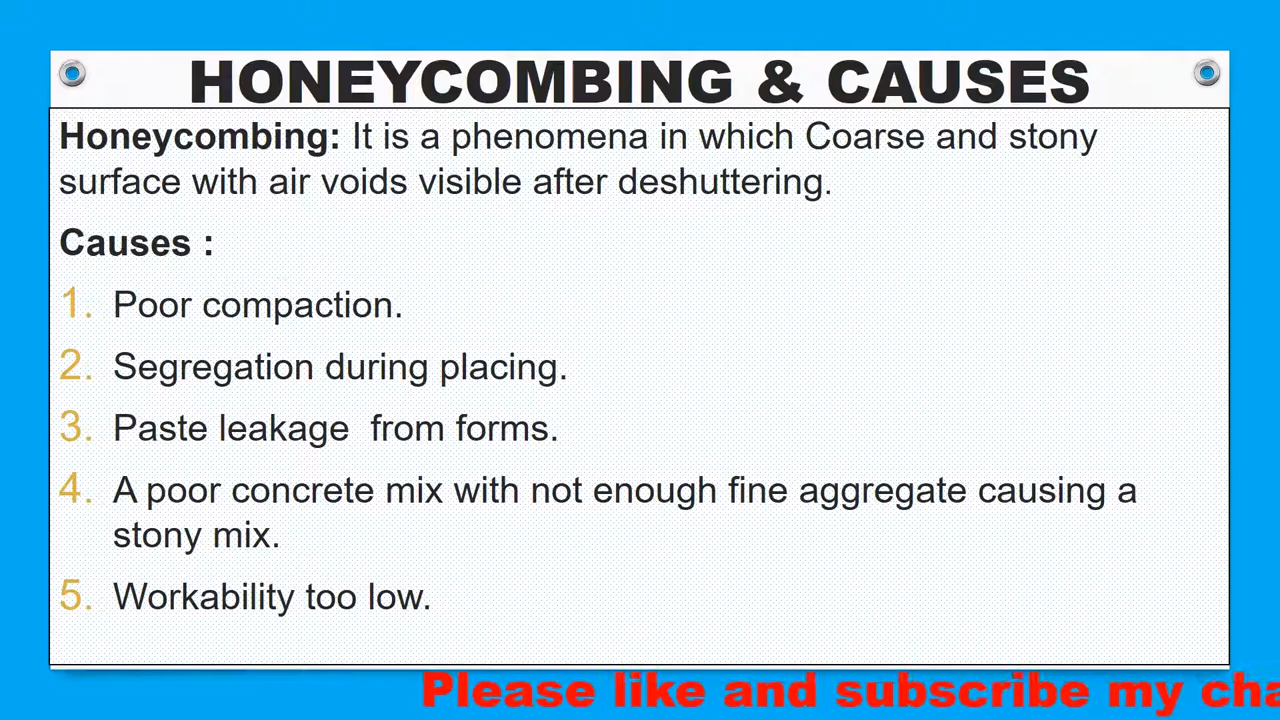 HONEYCOMBING & CAUSES
Honeycombing: It is a phenomena in which Coarse and stony
surface with air voids visible after deshuttering.
Causes :
1. Poor compaction.
2. Segregation during placing.
3. Paste leakage  from forms.
4. A poor concrete mix with not enough fine aggregate causing a
stony mix.
5. Workability too low.
Please like and subscribe my cha